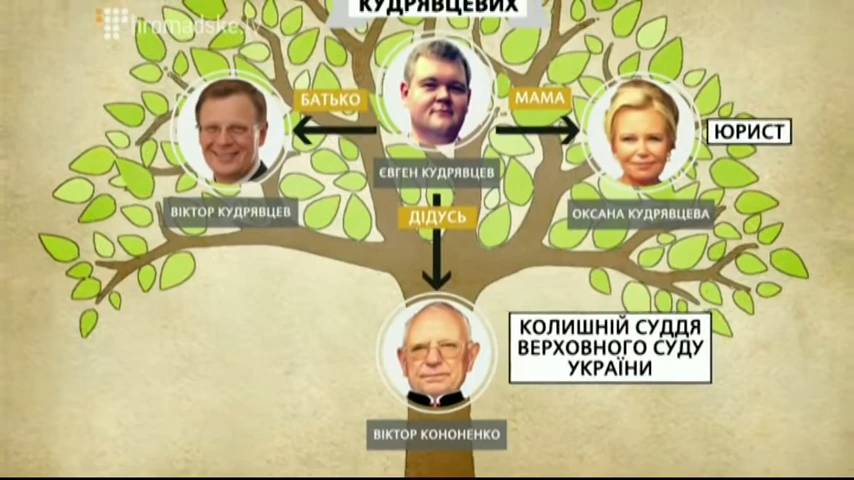 hromadske.tv
КУДРЯВЦЕВИХ
БАТЬКО
МАМА
ЮРИСТ
ЄВГЕН КУДРЯВЦЕВ
ВІКТОР КУДРЯВЦЕВ
ДІДУСЬ
ОКСАНА КУДРЯВЦЕВА
КОЛИШНІЙ СУДДЯ
ВЕРХОВНОГО СУДУ
УКРАЇНИ
ВІКТОР КОНОНЕНКО